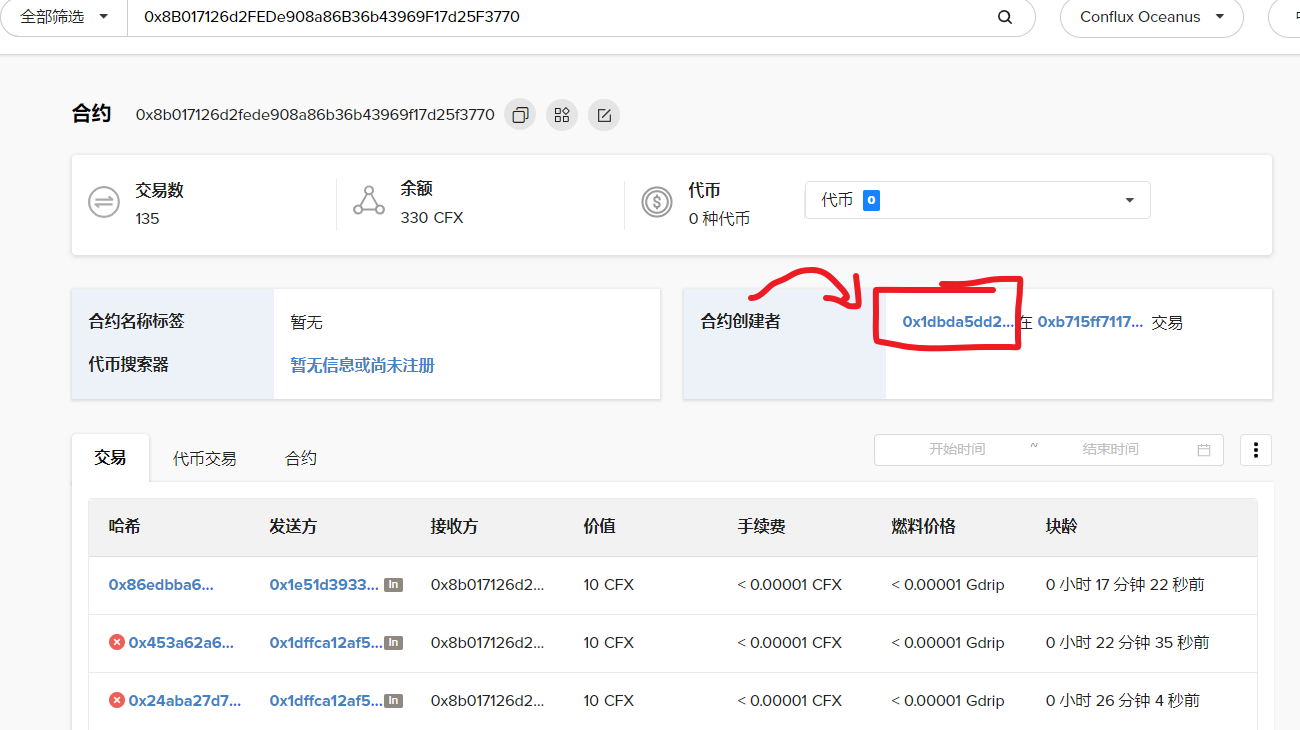 全部筛选 0x8B017126d2FEDe908a86B36b43969F17d25F3770 Conflux Oceanus
合约 0x8b017126d2fede908a86b36b43969f17d25f3770
交易数 余额 代币
135 330 CFX 0 种代币 代币 0
合约名称标签 暂无 合约创建者 0x1dbda5dd2... 在 0xb715ff7117... 交易
代币搜索器 暂无信息或尚未注册
交易 代币交易 合约 开始时间 ~ 结束时间
哈希 发送方 接收方 价值 手续费 燃料价格 块龄
0x86edbba6... 0x1e51d3933... In 0x8b017126d2... 10 CFX < 0.00001 CFX < 0.00001 Gdrip 0 小时 17 分钟 22 秒前
0x453a62a6... 0x1dffca12af5... In 0x8b017126d2... 10 CFX < 0.00001 CFX < 0.00001 Gdrip 0 小时 22 分钟 35 秒前
0x24aba27d7... 0x1dffca12af5... In 0x8b017126d2... 10 CFX < 0.00001 CFX < 0.00001 Gdrip 0 小时 26 分钟 4 秒前